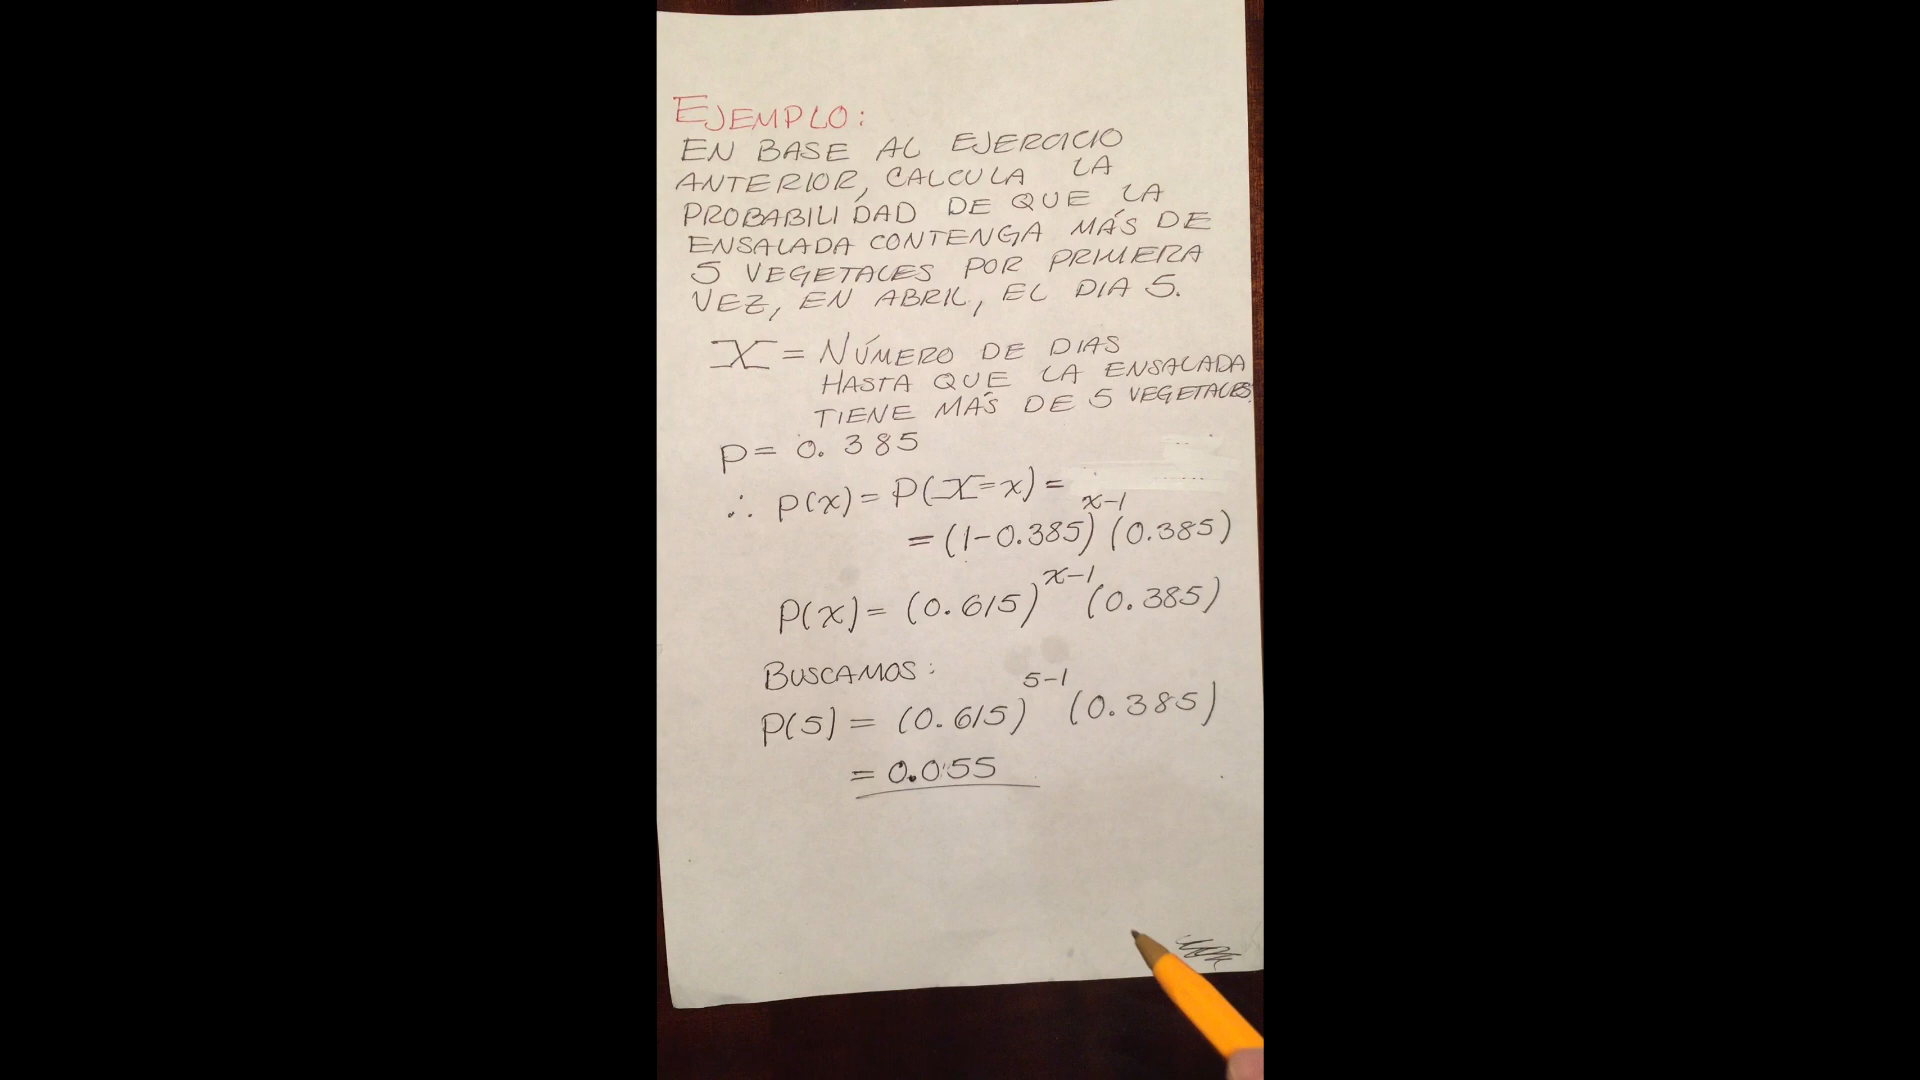 EJEMPLO:
EN BASE AL EJERCICIO
ANTERIOR, CALCULA LA
PROBABILIDAD DE QUE LA
ENSALADA CONTENGA MÁS DE
5 VEGETALES POR PRIMERA
VEZ, EN ABRIL, EL DIA 5.
X = NÚMERO DE DIAS
HASTA QUE LA ENSALADA
TIENE MÁS DE 5 VEGETALES.
p = 0.385
∴ p(x) = P(X=x) =
= (1-0.385)^{x-1} (0.385)
P(x) = (0.615)^{x-1} (0.385)
BUSCAMOS:
P(5) = (0.615)^{5-1} (0.385)
= 0.055